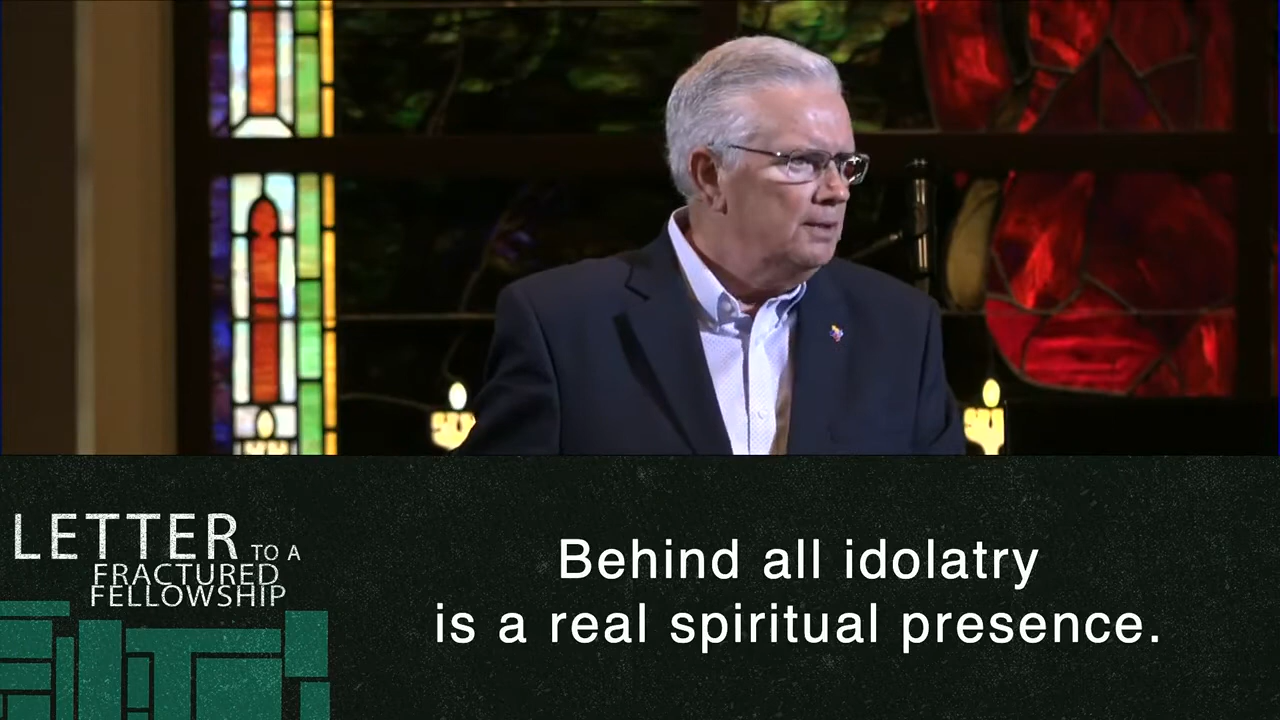 LETTER TO A
FRACTURED
FELLOWSHIP
Behind all idolatry
is a real spiritual presence.